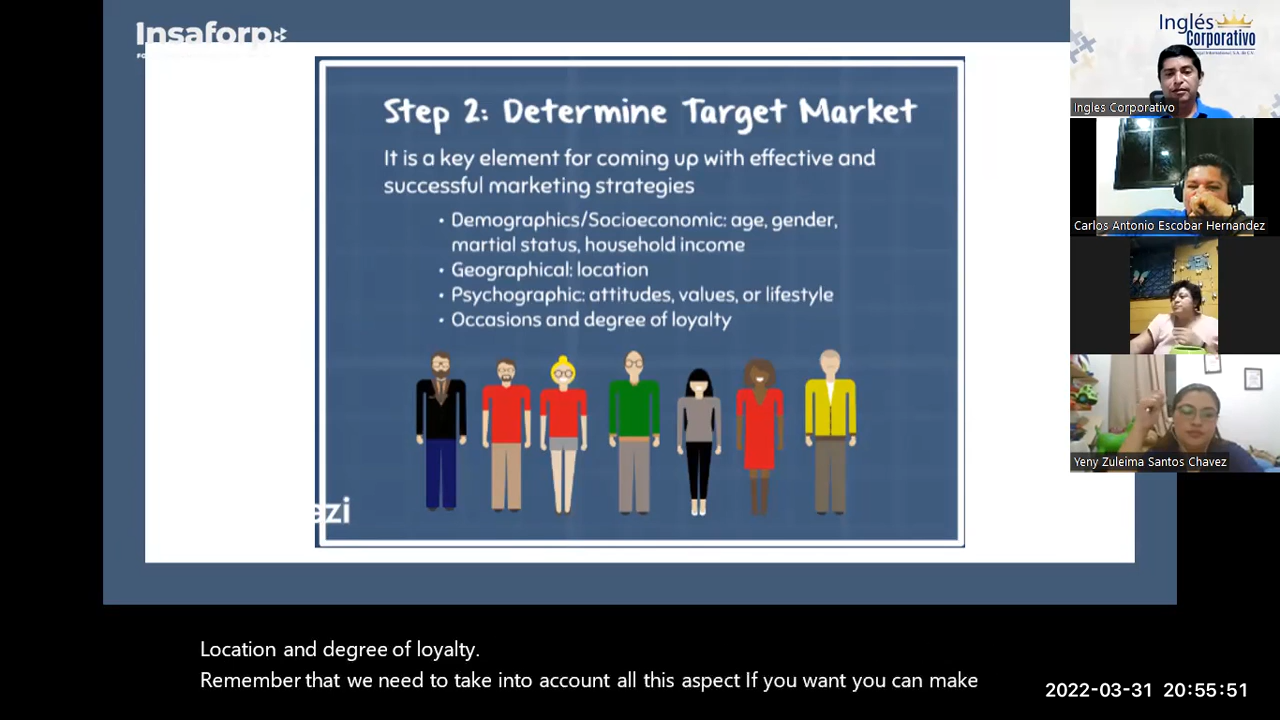 Insaforp
Step 2: Determine Target Market
It is a key element for coming up with effective and
successful marketing strategies
• Demographics/Socioeconomic: age, gender,
martial status, household income
• Geographical: location
• Psychographic: attitudes, values, or lifestyle
• Occasions and degree of loyalty
zi
Inglés
Corporativo
Ingles Corporativo
Carlos Antonio Escobar Hernandez
Yeny Zuleima Santos Chavez
Location and degree of loyalty.
Remember that we need to take into account all this aspect If you want you can make
2022-03-31 20:55:51